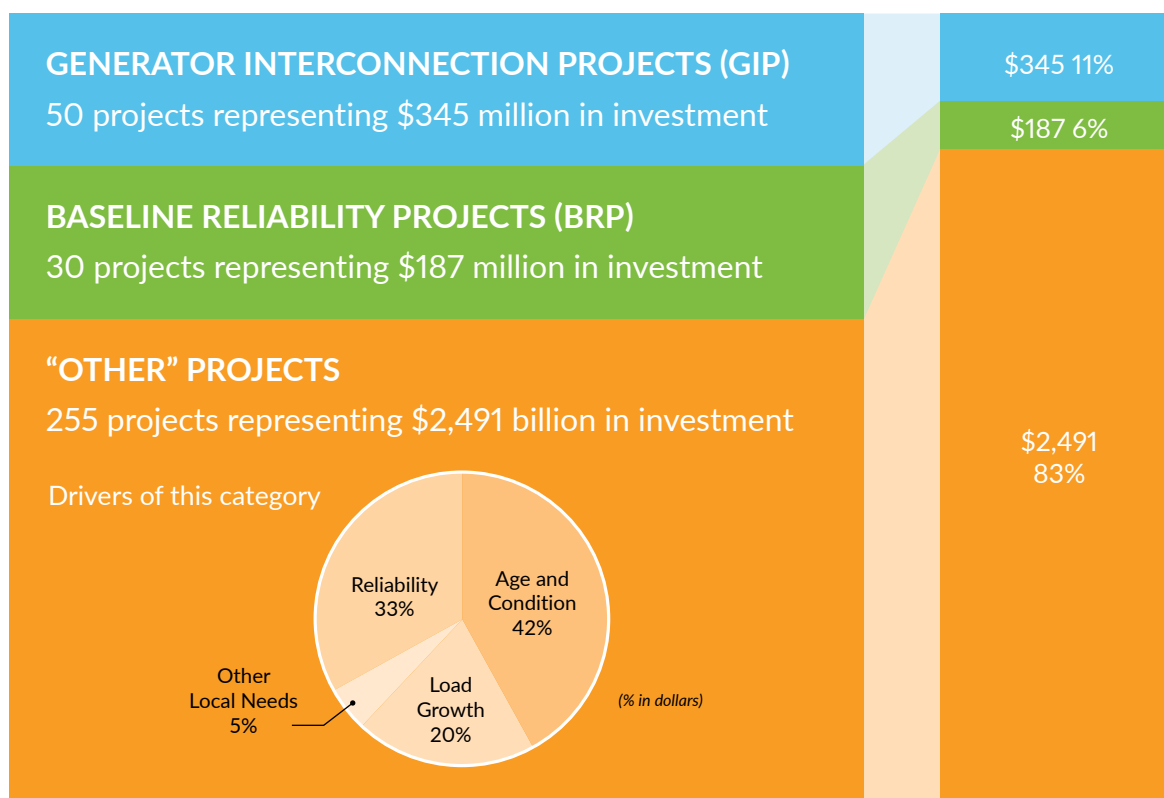 GENERATOR INTERCONNECTION PROJECTS (GIP)
50 projects representing $345 million in investment
$345 11%
$187 6%
BASELINE RELIABILITY PROJECTS (BRP)
30 projects representing $187 million in investment
“OTHER” PROJECTS
255 projects representing $2,491 billion in investment
$2,491
83%
Drivers of this category
Reliability
33%
Age and
Condition
42%
Other
Local Needs
5%
Load
Growth
20%
(% in dollars)